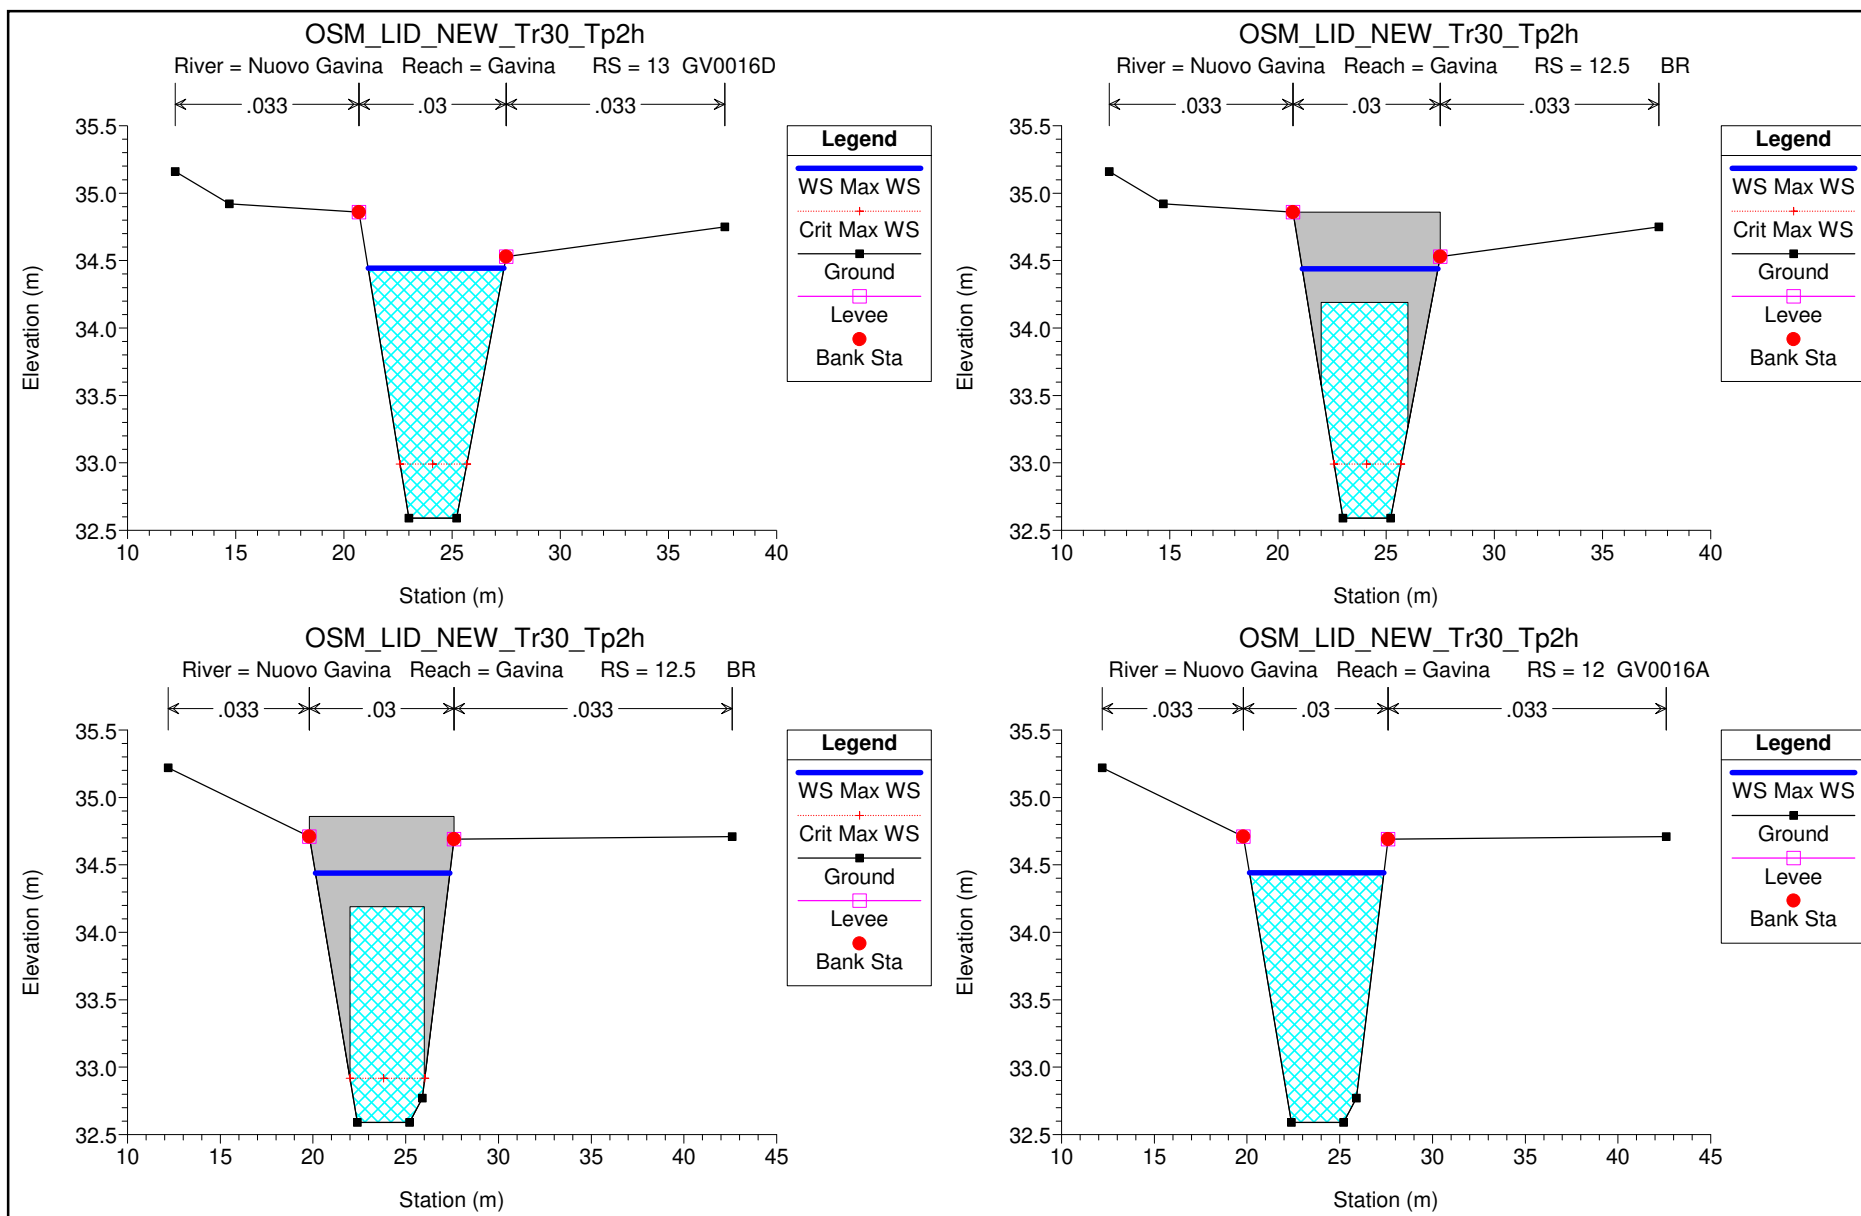 OSM_LID_NEW_Tr30_Tp2h
River = Nuovo Gavina Reach = Gavina RS = 13 GV0016D
.033 .03 .033
35.5
35.0
34.5
34.0
33.5
33.0
32.5
Elevation (m)
10 15 20 25 30 35 40
Station (m)
Legend
WS Max WS
Crit Max WS
Ground
Levee
Bank Sta
OSM_LID_NEW_Tr30_Tp2h
River = Nuovo Gavina Reach = Gavina RS = 12.5 BR
.033 .03 .033
35.5
35.0
34.5
34.0
33.5
33.0
32.5
Elevation (m)
10 15 20 25 30 35 40
Station (m)
Legend
WS Max WS
Crit Max WS
Ground
Levee
Bank Sta
OSM_LID_NEW_Tr30_Tp2h
River = Nuovo Gavina Reach = Gavina RS = 12.5 BR
.033 .03 .033
35.5
35.0
34.5
34.0
33.5
33.0
32.5
Elevation (m)
10 15 20 25 30 35 40 45
Station (m)
Legend
WS Max WS
Crit Max WS
Ground
Levee
Bank Sta
OSM_LID_NEW_Tr30_Tp2h
River = Nuovo Gavina Reach = Gavina RS = 12 GV0016A
.033 .03 .033
35.5
35.0
34.5
34.0
33.5
33.0
32.5
Elevation (m)
10 15 20 25 30 35 40 45
Station (m)
Legend
WS Max WS
Ground
Levee
Bank Sta